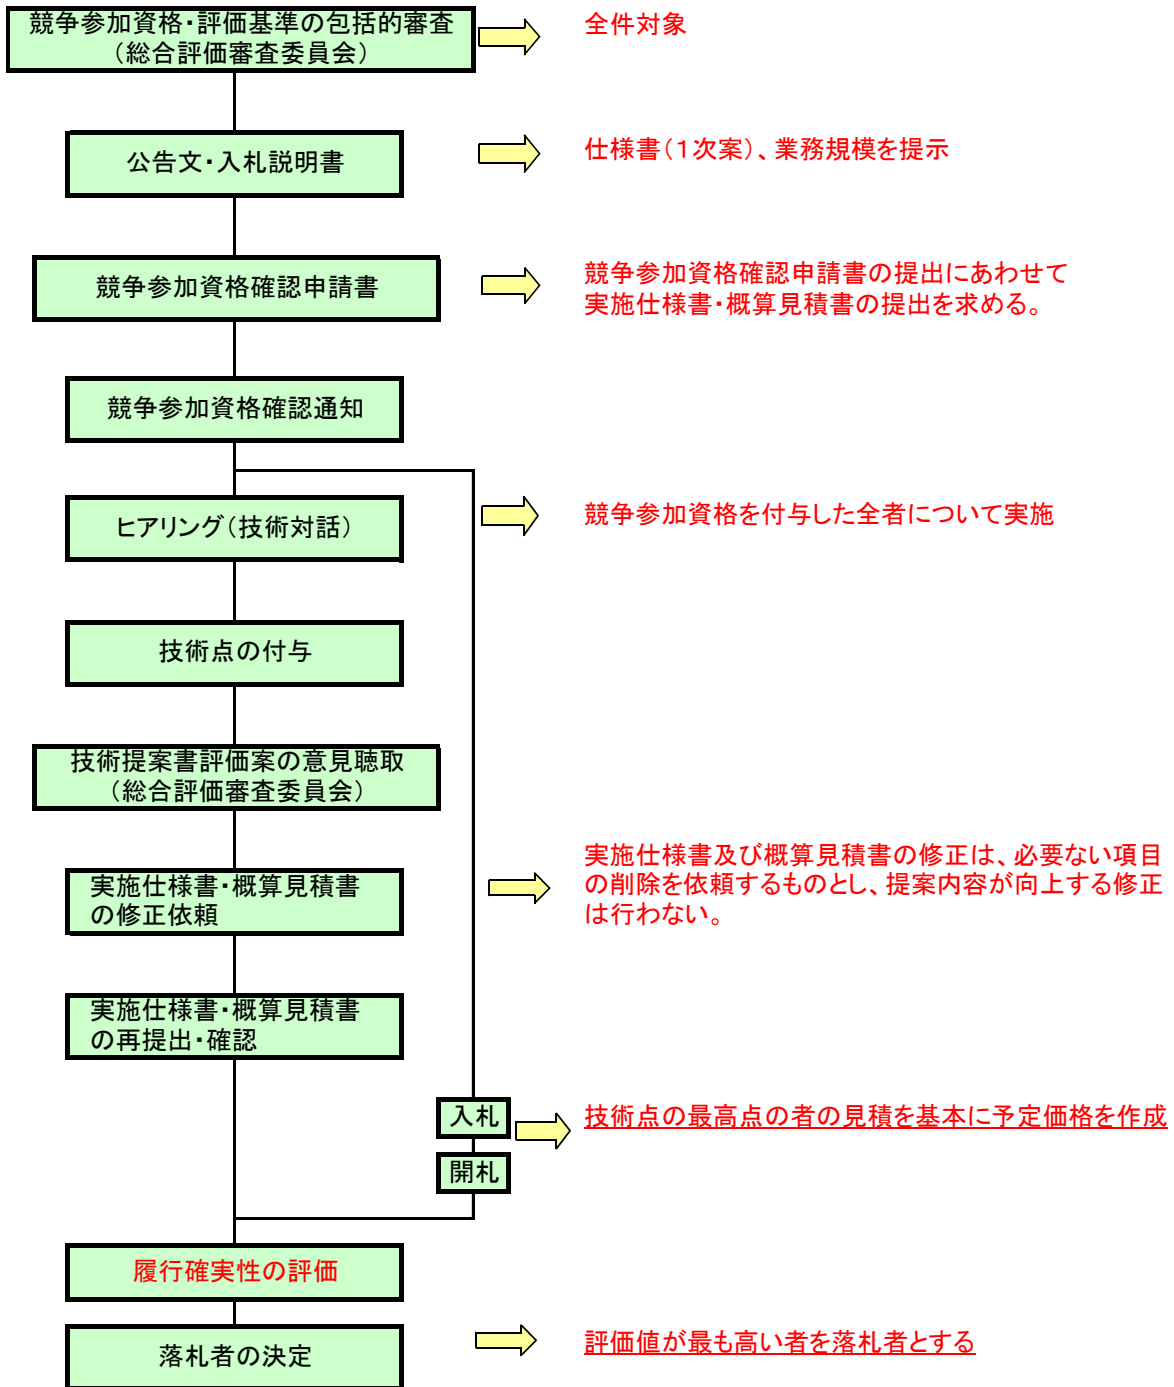 競争参加資格・評価基準の包括的審査
（総合評価審査委員会）
全件対象
公告文・入札説明書
仕様書（１次案）、業務規模を提示
競争参加資格確認申請書
競争参加資格確認申請書の提出にあわせて
実施仕様書・概算見積書の提出を求める。
競争参加資格確認通知
ヒアリング（技術対話）
競争参加資格を付与した全者について実施
技術点の付与
技術提案書評価案の意見聴取
（総合評価審査委員会）
実施仕様書・概算見積書
の修正依頼
実施仕様書及び概算見積書の修正は、必要ない項目
の削除を依頼するものとし、提案内容が向上する修正
は行わない。
実施仕様書・概算見積書
の再提出・確認
入札
技術点の最高点の者の見積を基本に予定価格を作成
開札
履行確実性の評価
落札者の決定
評価値が最も高い者を落札者とする